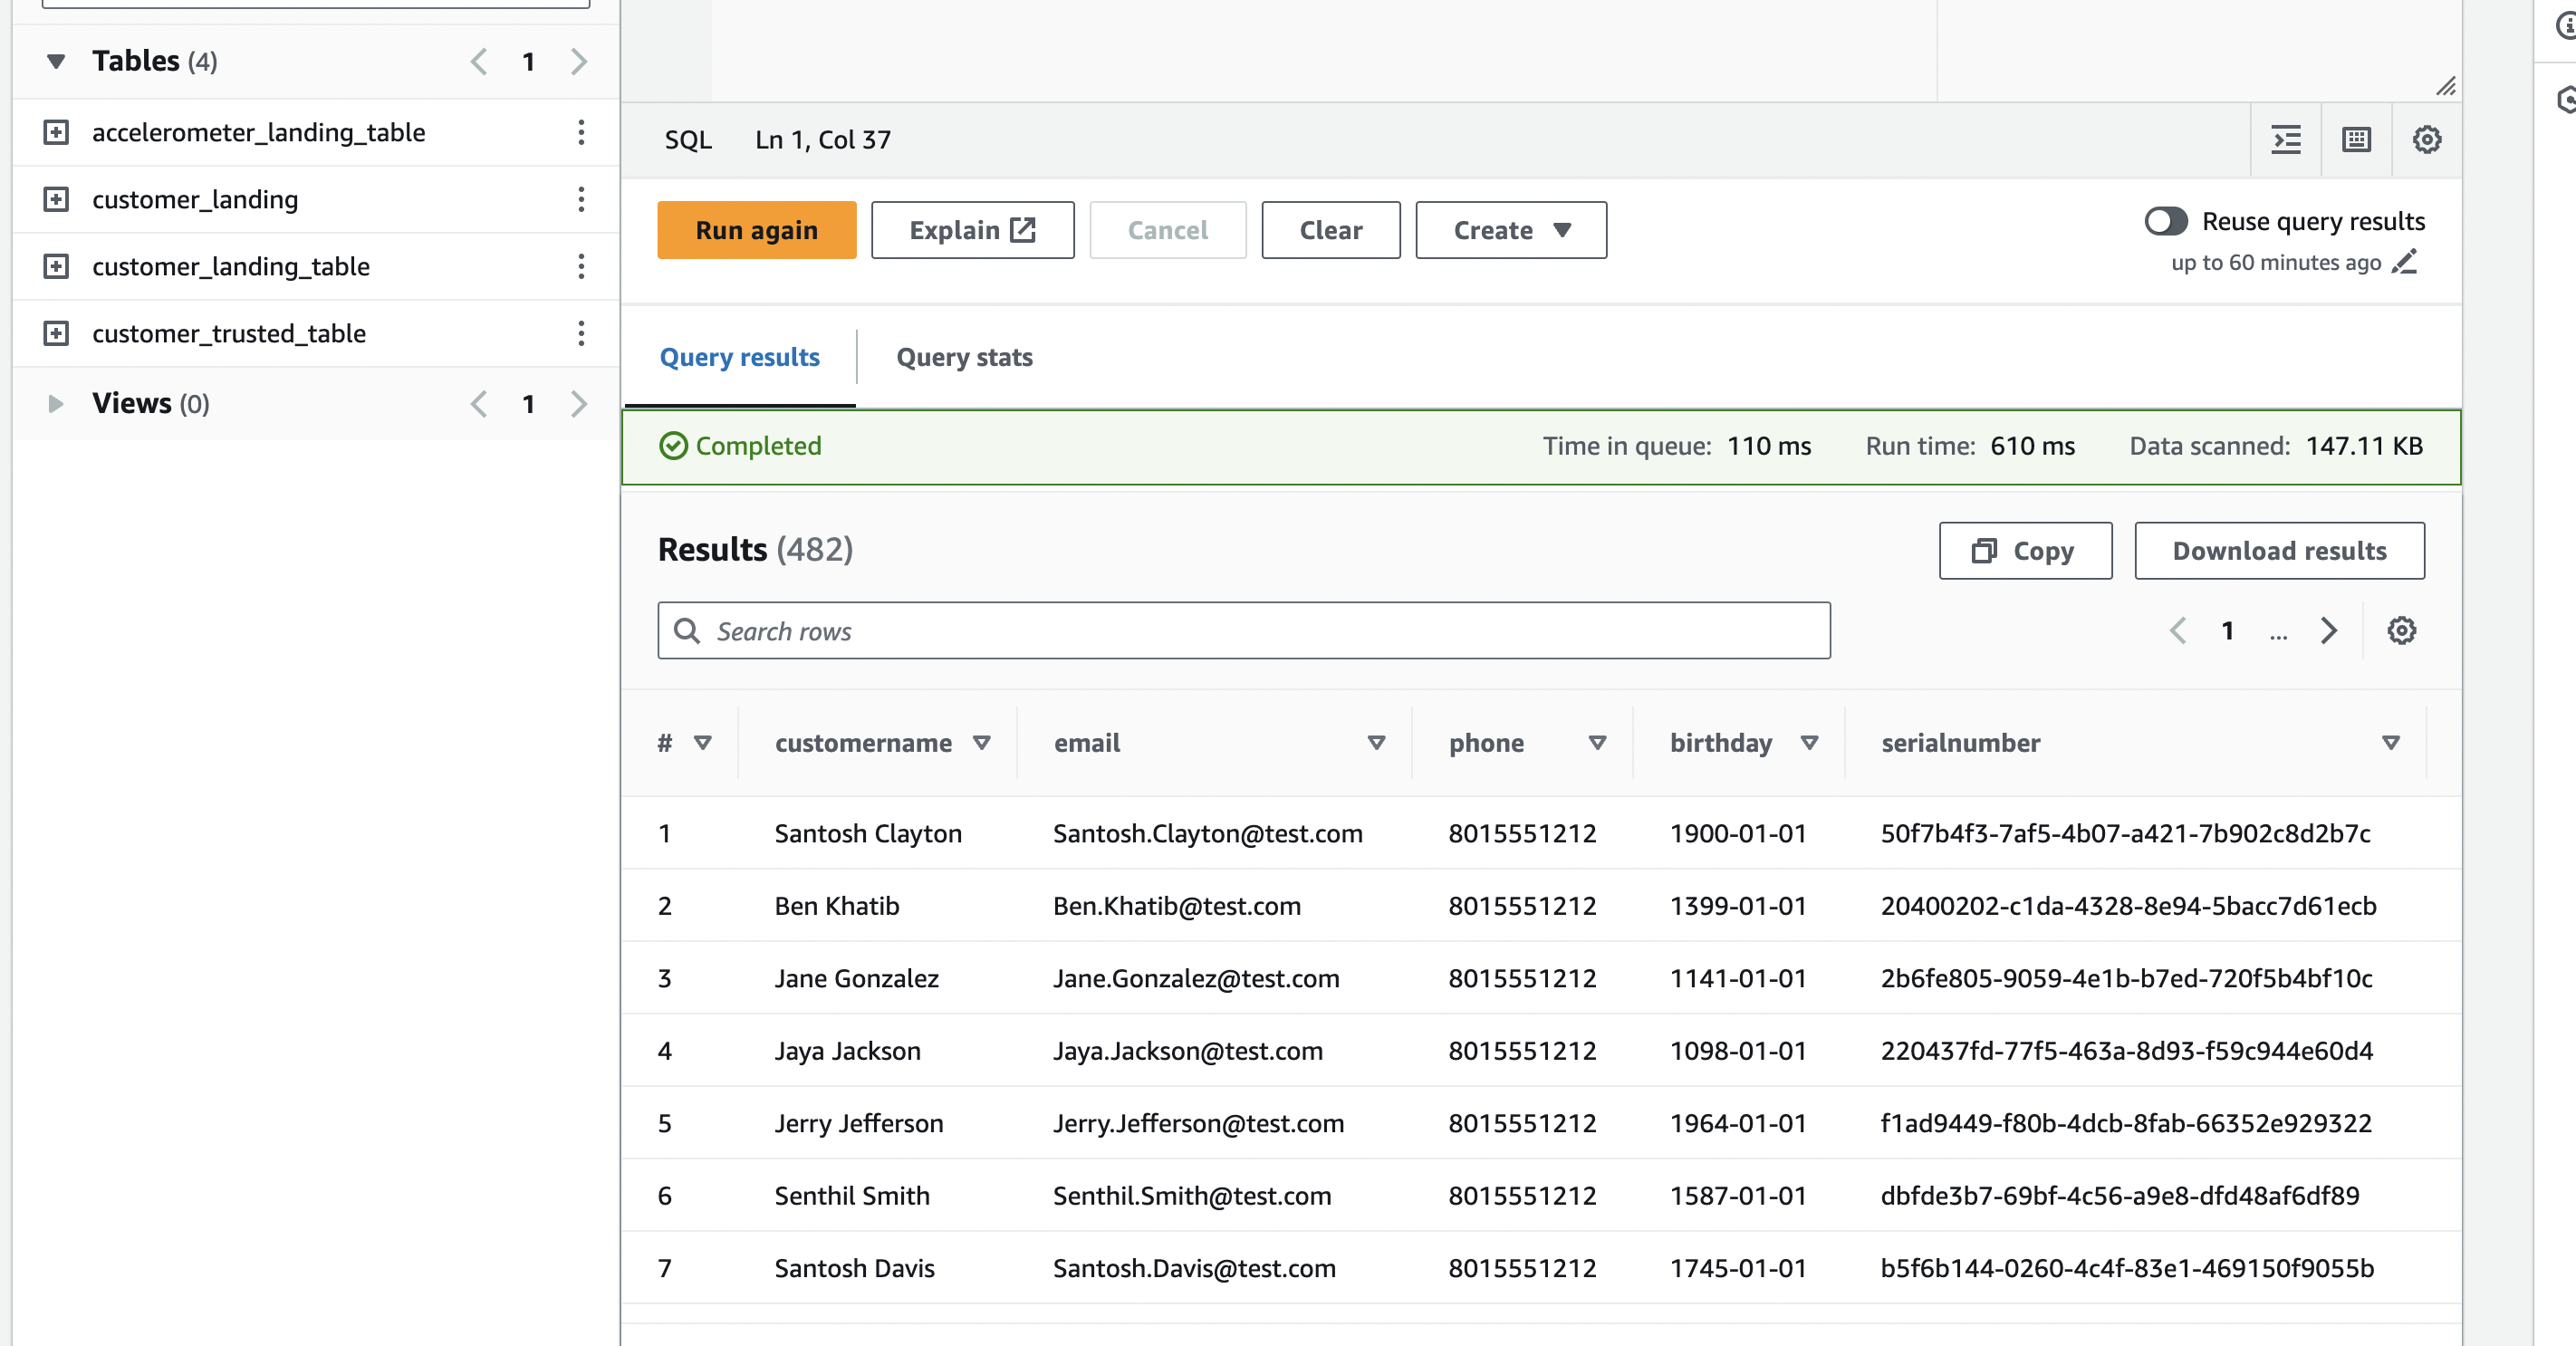 Tables (4) 1
accelerometer_landing_table
customer_landing
customer_landing_table
customer_trusted_table
Views (0) 1
SQL Ln 1, Col 37
Run again Explain Cancel Clear Create
Reuse query results
up to 60 minutes ago
Query results Query stats
Completed Time in queue: 110 ms Run time: 610 ms Data scanned: 147.11 KB
Results (482) Copy Download results
Search rows 1 ...
# customername email phone birthday serialnumber
1 Santosh Clayton Santosh.Clayton@test.com 8015551212 1900-01-01 50f7b4f3-7af5-4b07-a421-7b902c8d2b7c
2 Ben Khatib Ben.Khatib@test.com 8015551212 1399-01-01 20400202-c1da-4328-8e94-5bacc7d61ecb
3 Jane Gonzalez Jane.Gonzalez@test.com 8015551212 1141-01-01 2b6fe805-9059-4e1b-b7ed-720f5b4bf10c
4 Jaya Jackson Jaya.Jackson@test.com 8015551212 1098-01-01 220437fd-77f5-463a-8d93-f59c944e60d4
5 Jerry Jefferson Jerry.Jefferson@test.com 8015551212 1964-01-01 f1ad9449-f80b-4dcb-8fab-66352e929322
6 Senthil Smith Senthil.Smith@test.com 8015551212 1587-01-01 dbfde3b7-69bf-4c56-a9e8-dfd48af6df89
7 Santosh Davis Santosh.Davis@test.com 8015551212 1745-01-01 b5f6b144-0260-4c4f-83e1-469150f9055b